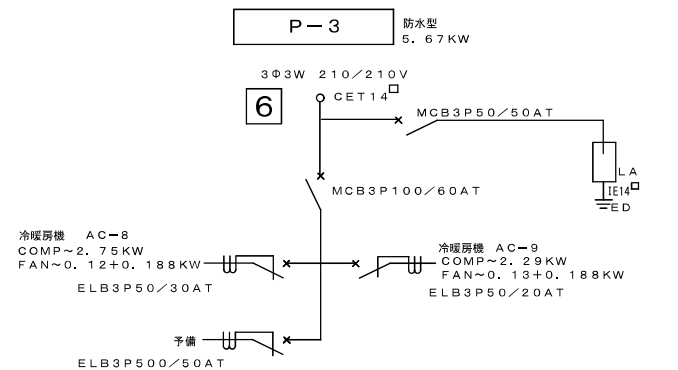 P－3
防水型
5．67KW
3Φ3W 210／210V
6
CET14□
MCB3P50／50AT
LA
IE14□
ED
MCB3P100／60AT
冷暖房機 AC－8
COMP～2．75KW
FAN～0．12＋0．188KW
ELB3P50／30AT
冷暖房機 AC－9
COMP～2．29KW
FAN～0．13＋0．188KW
ELB3P50／20AT
予備
ELB3P500／50AT